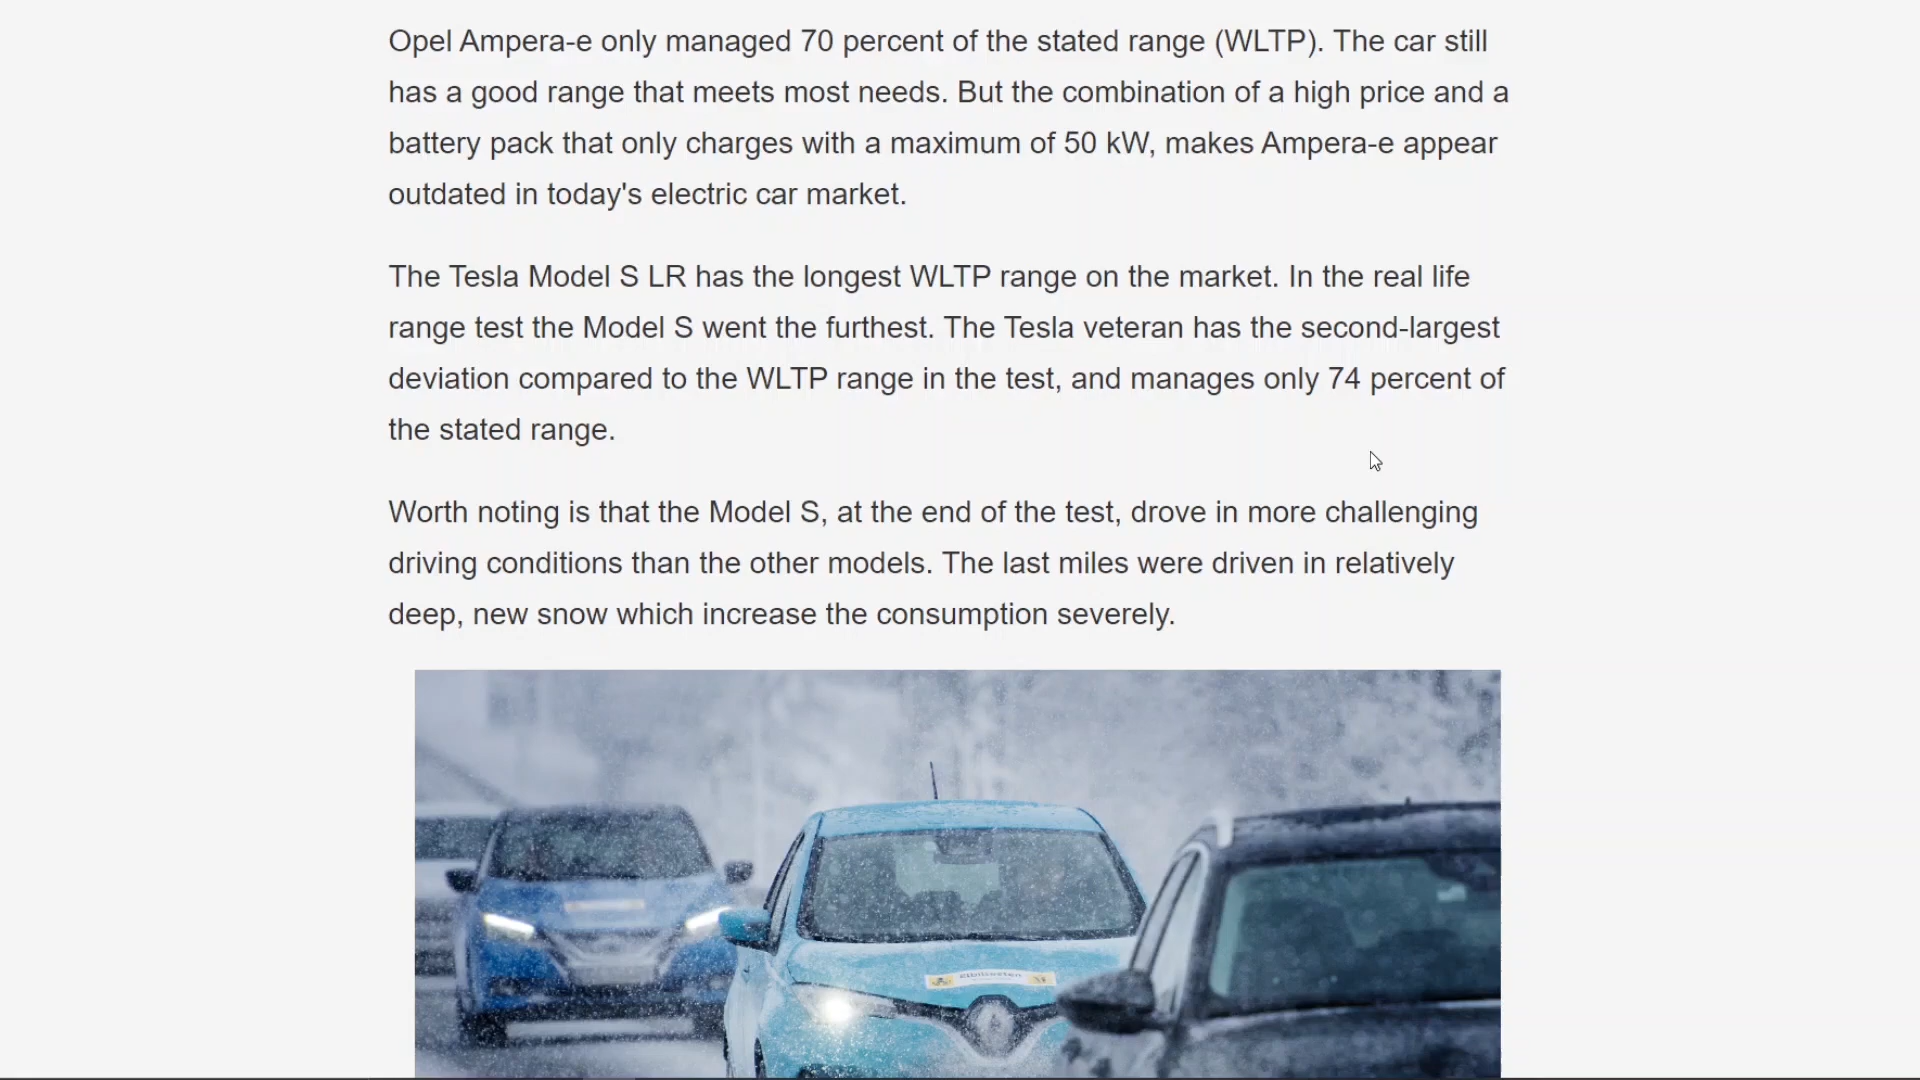 Opel Ampera-e only managed 70 percent of the stated range (WLTP). The car still
has a good range that meets most needs. But the combination of a high price and a
battery pack that only charges with a maximum of 50 kW, makes Ampera-e appear
outdated in today's electric car market.
The Tesla Model S LR has the longest WLTP range on the market. In the real life
range test the Model S went the furthest. The Tesla veteran has the second-largest
deviation compared to the WLTP range in the test, and manages only 74 percent of
the stated range.
Worth noting is that the Model S, at the end of the test, drove in more challenging
driving conditions than the other models. The last miles were driven in relatively
deep, new snow which increase the consumption severely.